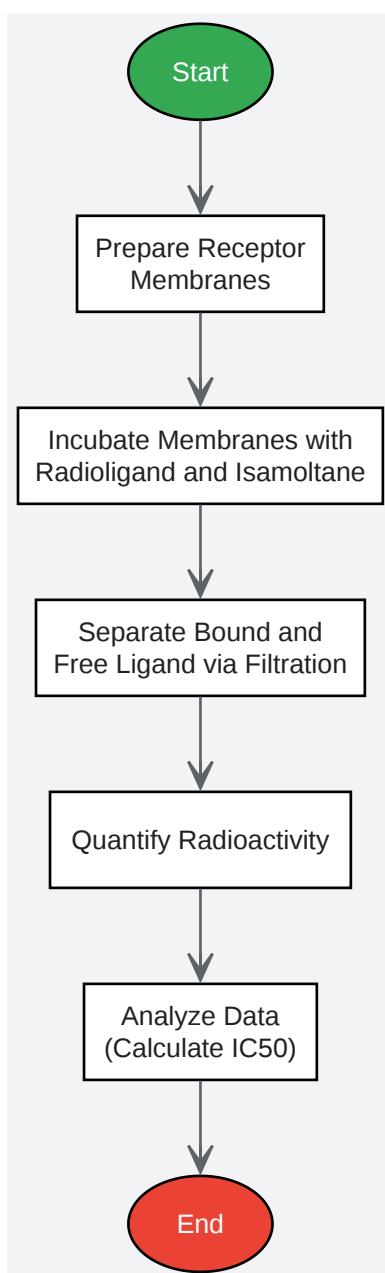 Start
Prepare Receptor
Membranes
Incubate Membranes with
Radioligand and Isamoltane
Separate Bound and
Free Ligand via Filtration
Quantify Radioactivity
Analyze Data
(Calculate IC50)
End